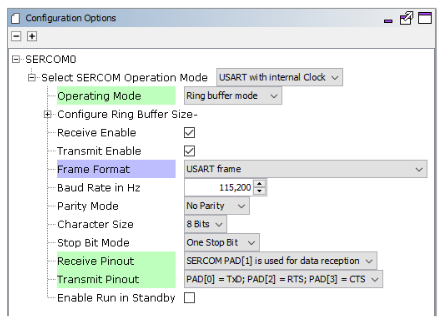 Configuration Options
SERCOM0
Select SERCOM Operation Mode USART with internal Clock
Operating Mode Ring buffer mode
Configure Ring Buffer Size-
Receive Enable
Transmit Enable
Frame Format USART frame
Baud Rate in Hz 115,200
Parity Mode No Parity
Character Size 8 Bits
Stop Bit Mode One Stop Bit
Receive Pinout SERCOM PAD[1] is used for data reception
Transmit Pinout PAD[0] = TxD; PAD[2] = RTS; PAD[3] = CTS
Enable Run in Standby